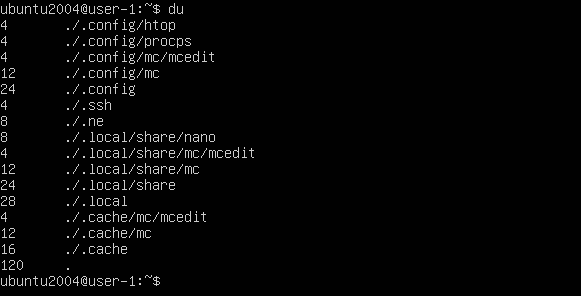 ubuntu2004@user-1:~$ du
4 ./.config/htop
4 ./.config/procps
4 ./.config/mc/mcedit
12 ./.config/mc
24 ./.config
4 ./.ssh
8 ./.ne
8 ./.local/share/nano
4 ./.local/share/mc/mcedit
12 ./.local/share/mc
24 ./.local/share
28 ./.local
4 ./.cache/mc/mcedit
12 ./.cache/mc
16 ./.cache
120 .
ubuntu2004@user-1:~$